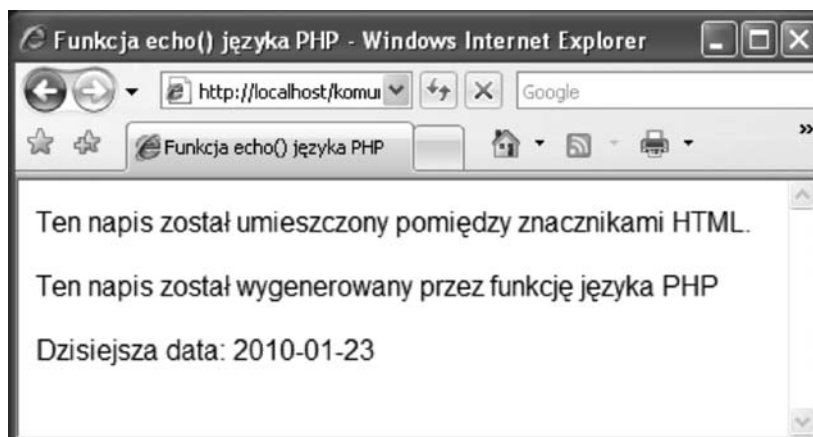 Funkcja echo() języka PHP - Windows Internet Explorer
http://localhost/komui
Google
Funkcja echo() języka PHP
Ten napis został umieszczony pomiędzy znacznikami HTML.
Ten napis został wygenerowany przez funkcję języka PHP
Dzisiejsza data: 2010-01-23